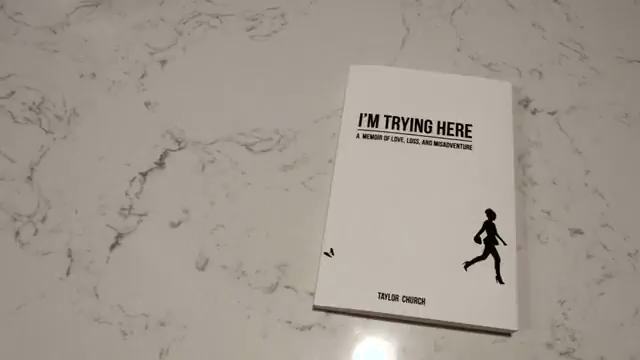 I'M TRYING HERE
A MEMOIR OF LOVE, LOSS, AND MISADVENTURE
TAYLOR CHURCH